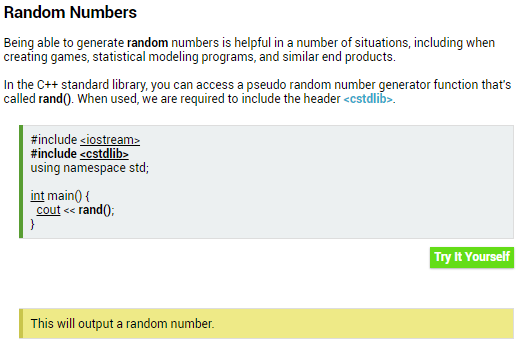 Random Numbers
Being able to generate random numbers is helpful in a number of situations, including when
creating games, statistical modeling programs, and similar end products.
In the C++ standard library, you can access a pseudo random number generator function that's
called rand(). When used, we are required to include the header <cstdlib>.
#include <iostream>
#include <cstdlib>
using namespace std;
int main() {
cout << rand();
}
Try It Yourself
This will output a random number.